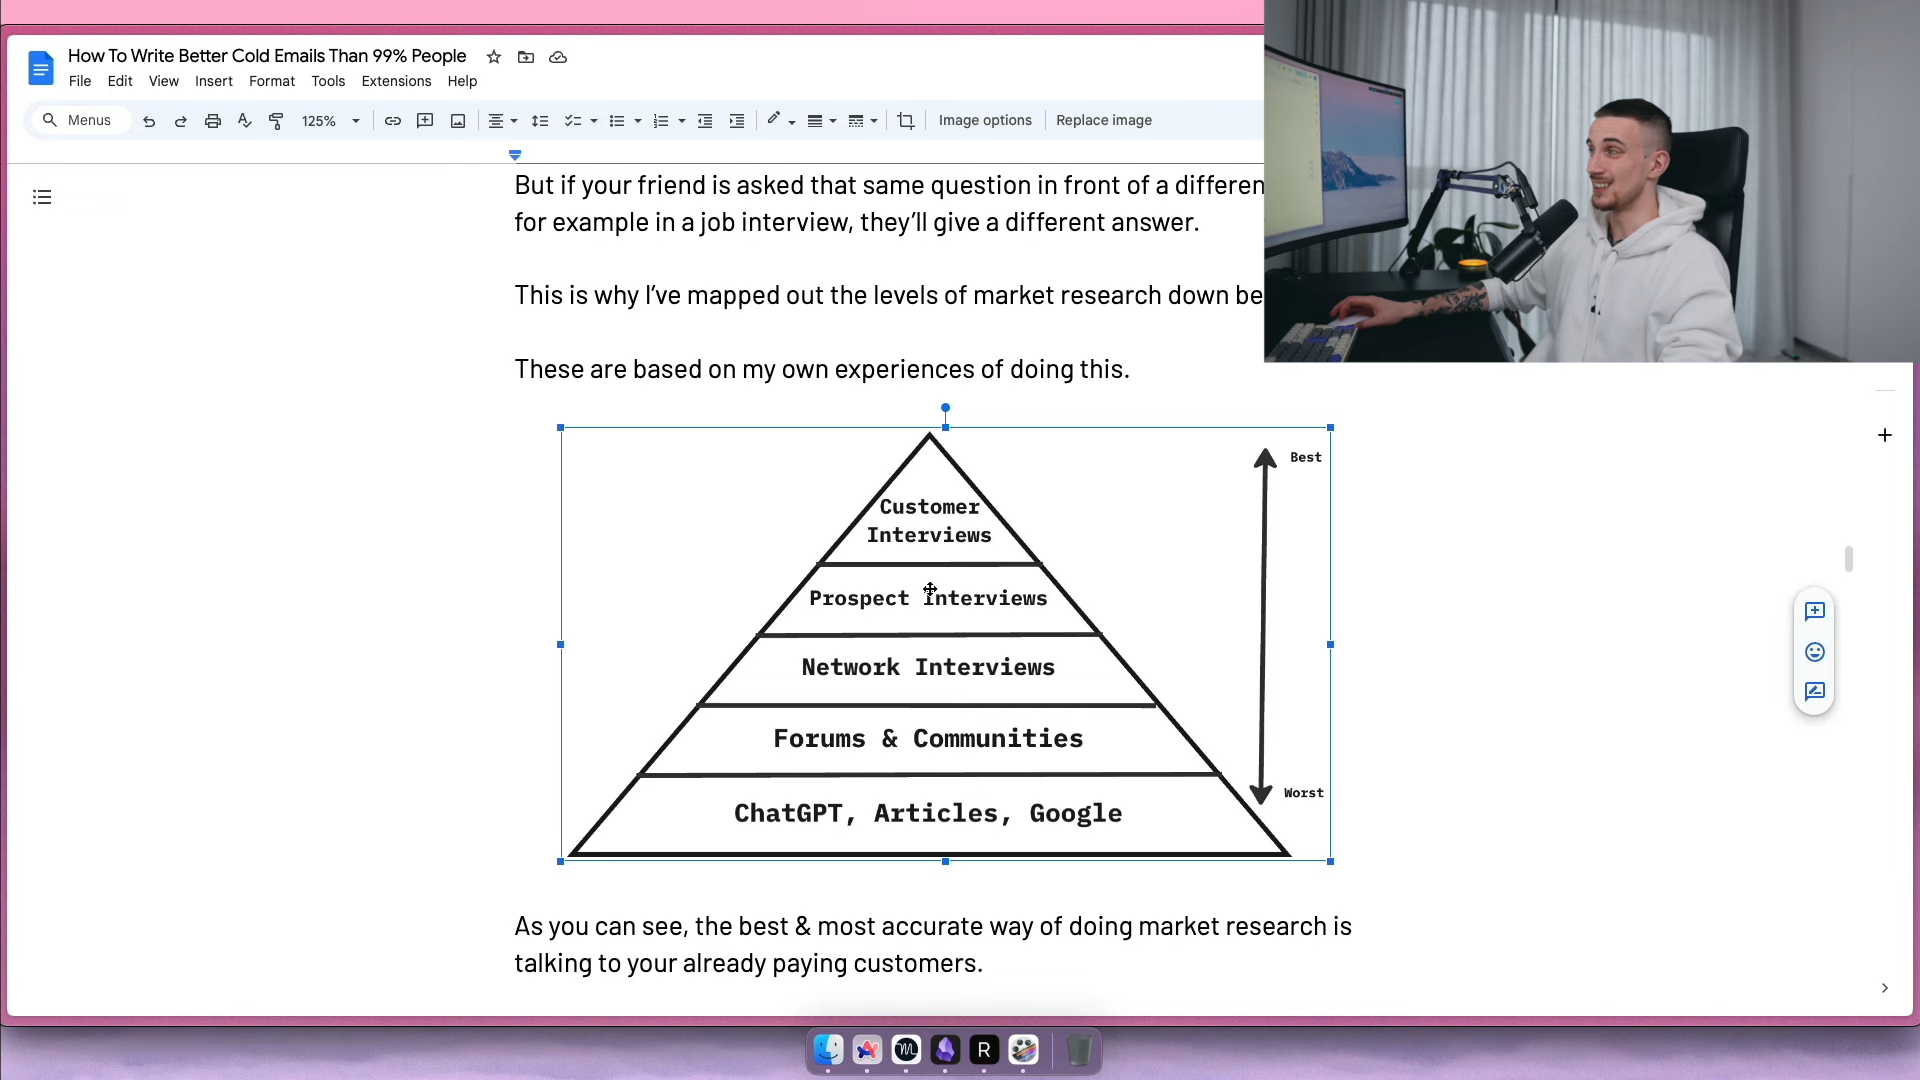 How To Write Better Cold Emails Than 99% People
File Edit View Insert Format Tools Extensions Help
Menus 125% Image options Replace image
But if your friend is asked that same question in front of a differen
for example in a job interview, they’ll give a different answer.
This is why I’ve mapped out the levels of market research down be
These are based on my own experiences of doing this.
Best
Customer
Interviews
Prospect Interviews
Network Interviews
Forums & Communities
Worst
ChatGPT, Articles, Google
As you can see, the best & most accurate way of doing market research is
talking to your already paying customers.
R